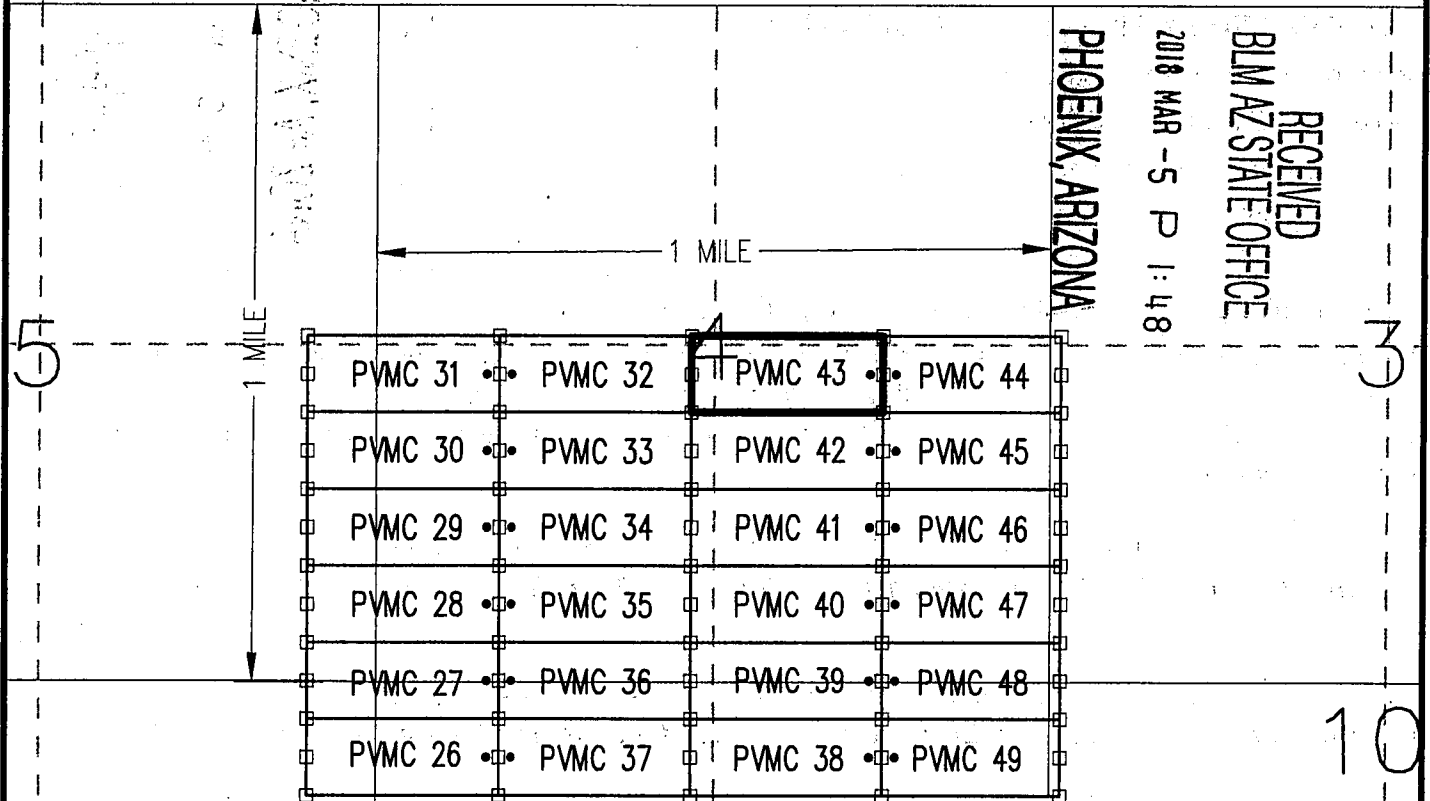 RECEIVED
BLM AZ STATE OFFICE
2018 MAR -5 P 1:48
PHOENIX, ARIZONA
1 MILE
1 MILE
5
4
3
PVMC 31 PVMC 32 PVMC 43 PVMC 44
PVMC 30 PVMC 33 PVMC 42 PVMC 45
PVMC 29 PVMC 34 PVMC 41 PVMC 46
PVMC 28 PVMC 35 PVMC 40 PVMC 47
PVMC 27 PVMC 36 PVMC 39 PVMC 48
PVMC 26 PVMC 37 PVMC 38 PVMC 49
10